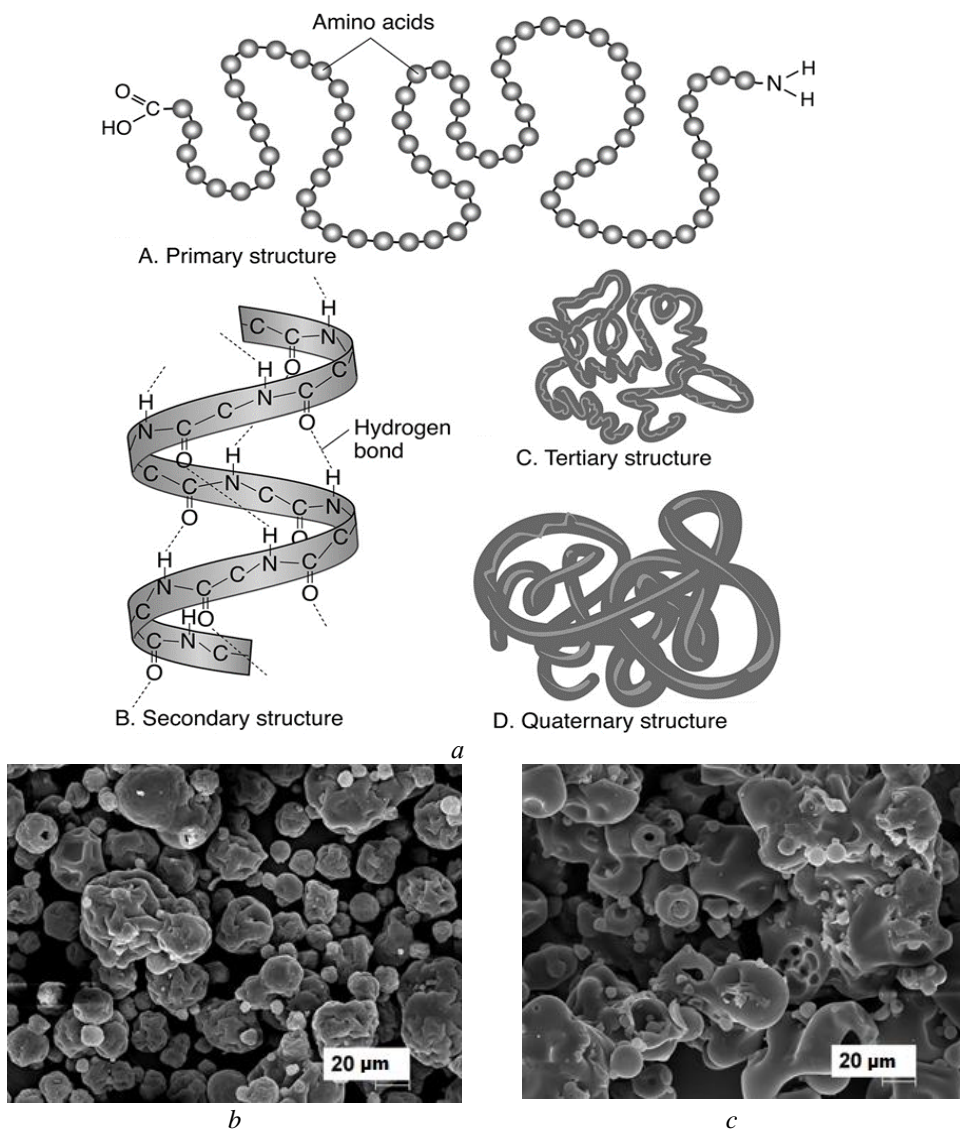 Amino acids
O
C
HO
N
H
H
A. Primary structure
H
C C N
O
H
C
H N C
N C C O
O H
Hydrogen
bond
C C N C C N
O O
H H C
N C C N C
H O O
C N C
C N C
O
B. Secondary structure
C. Tertiary structure
D. Quaternary structure
a
20 µm
20 µm
b c